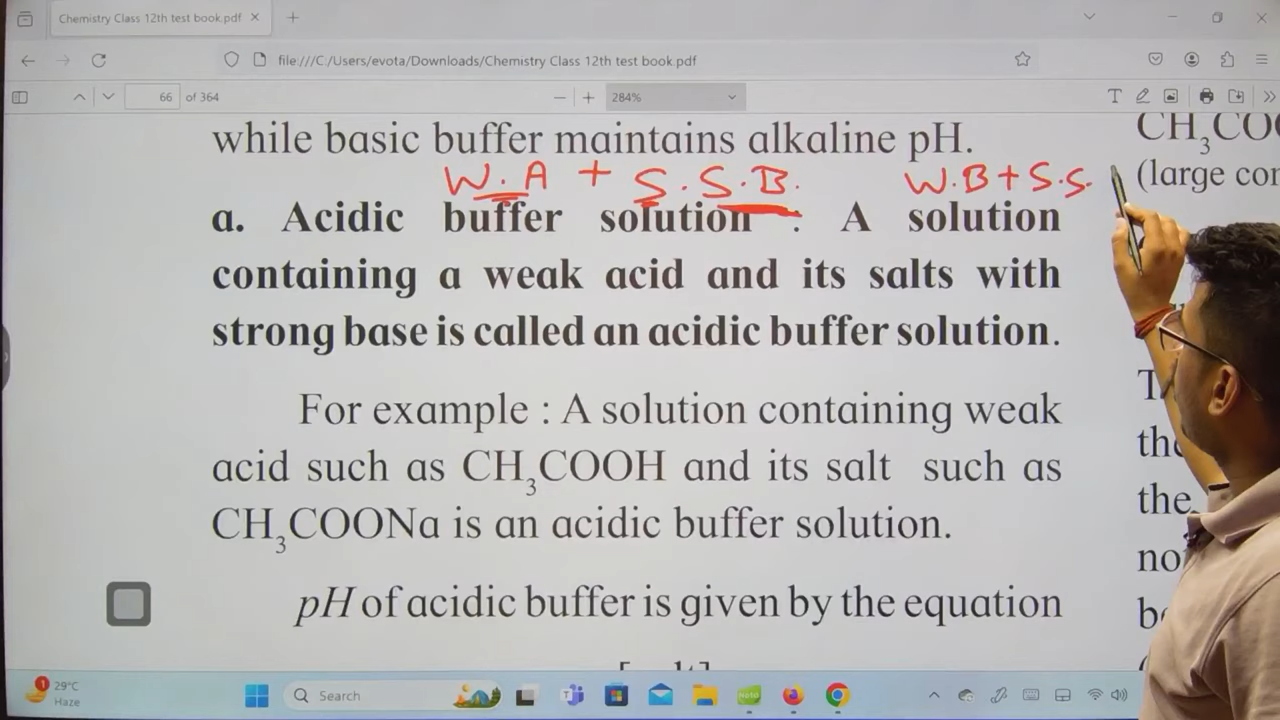 Chemistry Class 12th test book.pdf
file:///C:/Users/evota/Downloads/Chemistry Class 12th test book.pdf
66 of 364
284%
while basic buffer maintains alkaline pH.
W.A + S.S.B. W.B+S.S.
a. Acidic buffer solution : A solution
containing a weak acid and its salts with
strong base is called an acidic buffer solution.
For example : A solution containing weak
acid such as CH₃COOH and its salt such as
CH₃COONa is an acidic buffer solution.
pH of acidic buffer is given by the equation
CH₃CO
(large con
the
the
1
29°C
Haze
Search